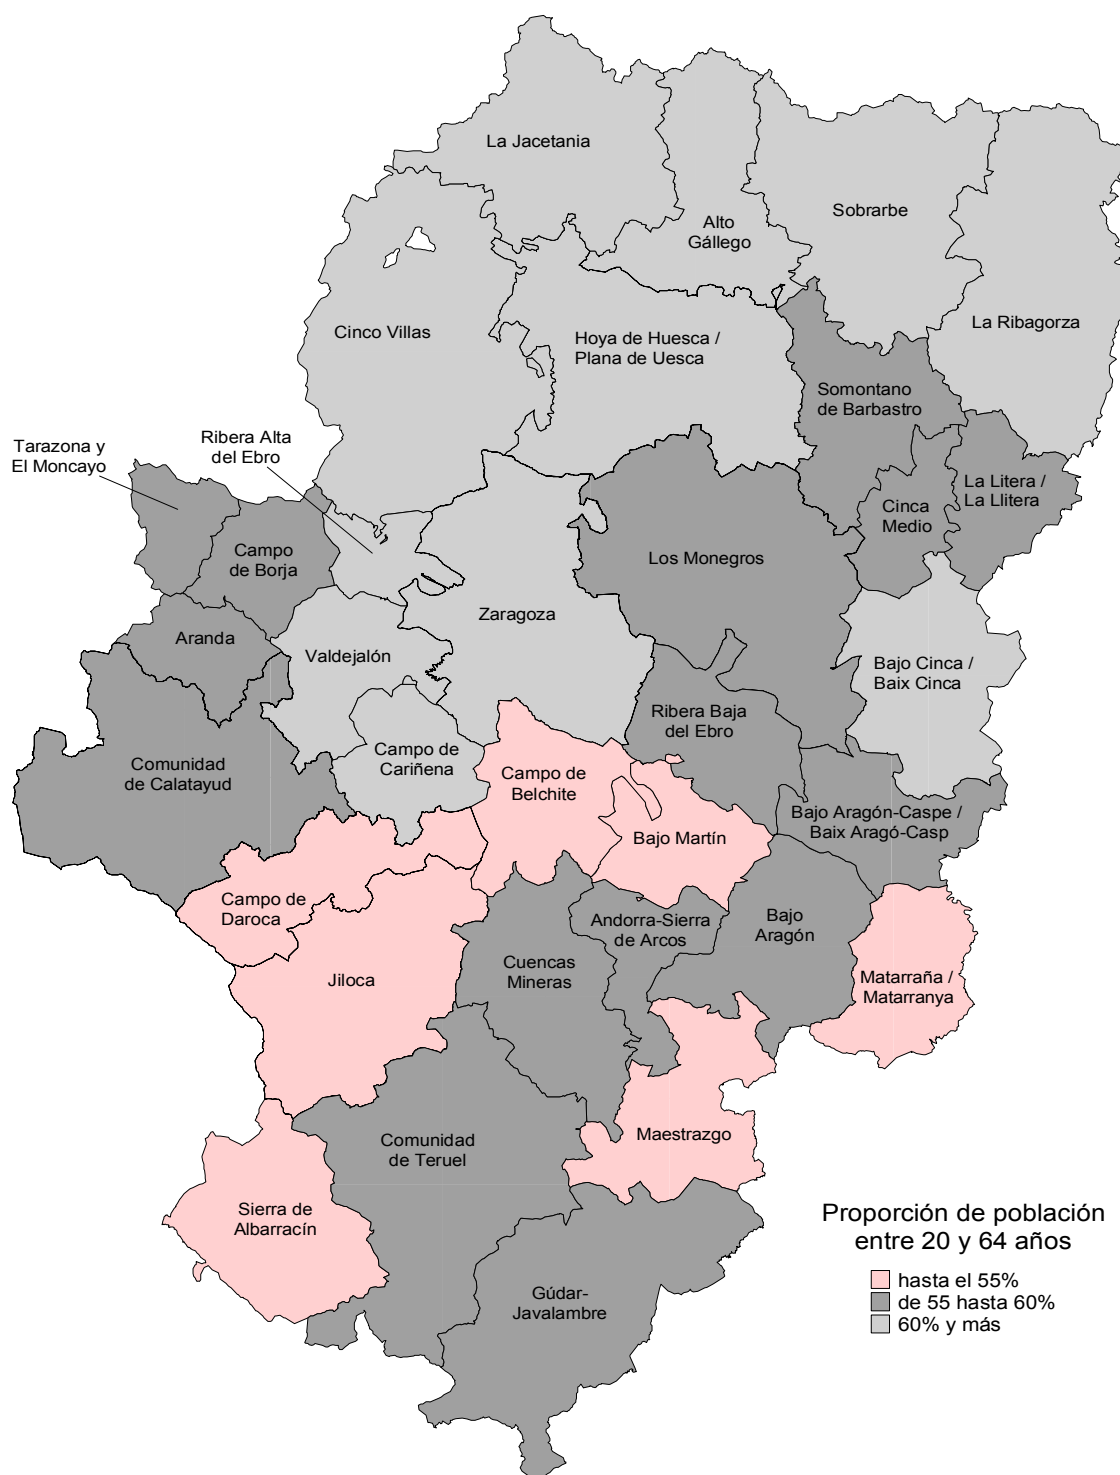 La Jacetania
Alto
Gállego
Sobrarbe
La Ribagorza
Cinco Villas
Hoya de Huesca /
Plana de Uesca
Somontano
de Barbastro
Tarazona y
El Moncayo
Ribera Alta
del Ebro
La Litera /
La Llitera
Cinca
Medio
Campo
de Borja
Los Monegros
Aranda
Valdejalón
Zaragoza
Bajo Cinca /
Baix Cinca
Ribera Baja
del Ebro
Comunidad
de Calatayud
Campo de
Cariñena
Campo de
Belchite
Bajo Martín
Bajo Aragón-Caspe /
Baix Aragó-Casp
Campo de
Daroca
Andorra-Sierra
de Arcos
Bajo
Aragón
Jiloca
Cuencas
Mineras
Matarraña /
Matarranya
Comunidad
de Teruel
Maestrazgo
Sierra de
Albarracín
Gúdar-
Javalambre
Proporción de población
entre 20 y 64 años
hasta el 55%
de 55 hasta 60%
60% y más